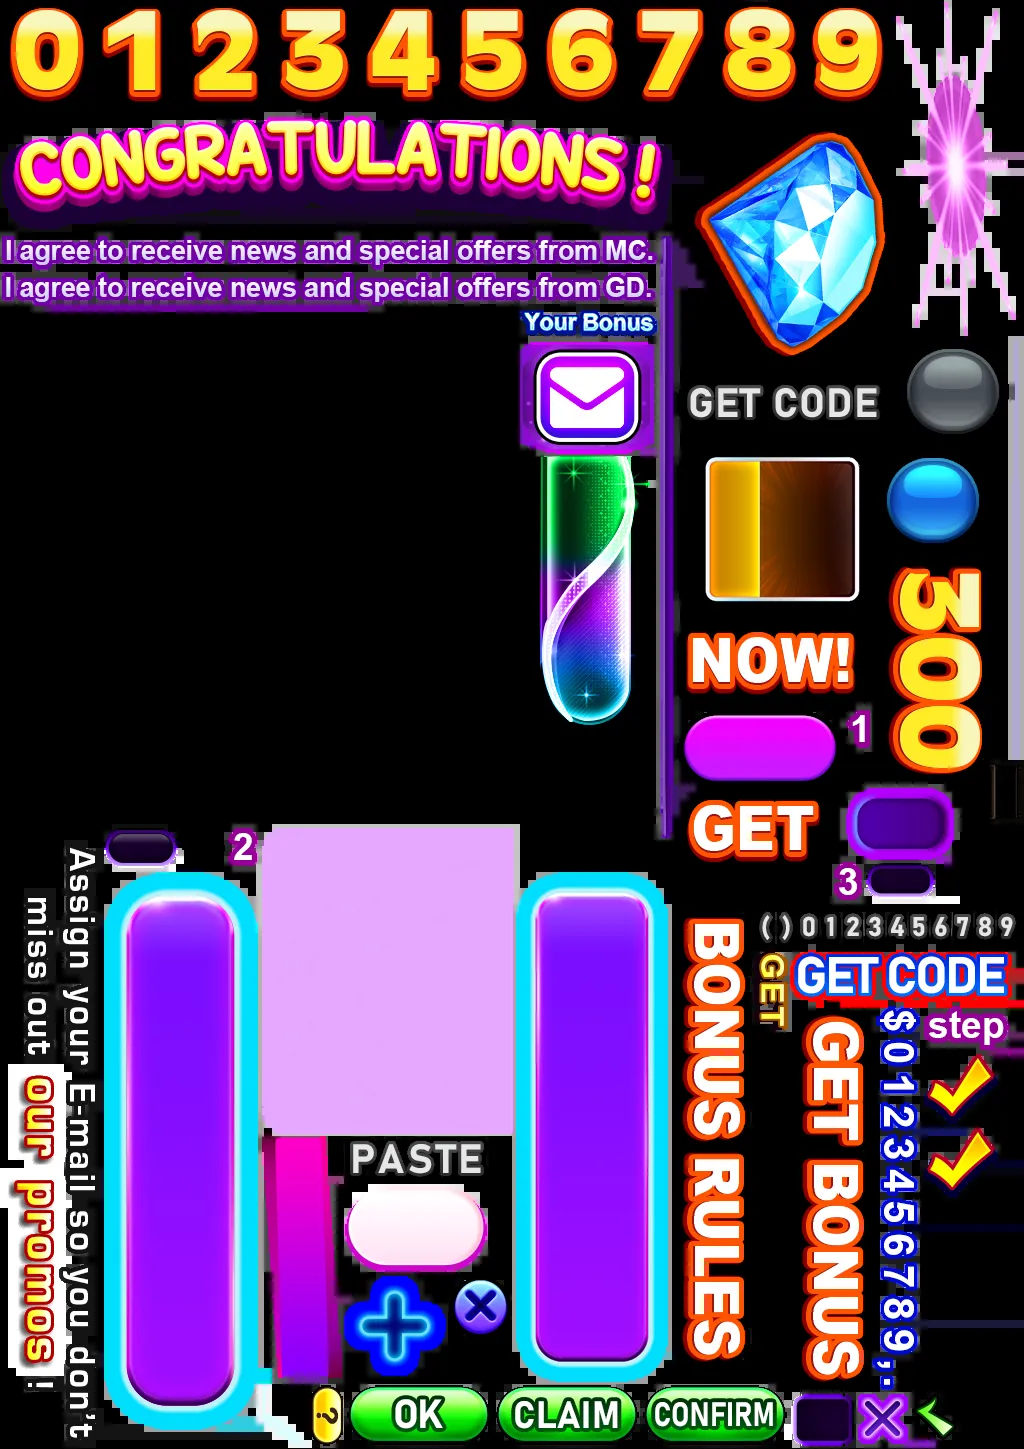 0 1 2 3 4 5 6 7 8 9
CONGRATULATIONS!
I agree to receive news and special offers from MC.
I agree to receive news and special offers from GD.
Your Bonus
GET CODE
300
NOW!
1
GET
2
3
( ) 0 1 2 3 4 5 6 7 8 9
GET
GET CODE
step
$0123456789,.
BONUS RULES
GET BONUS
Assign your E-mail so you don't
miss out our promos!
PASTE
?
OK
CLAIM
CONFIRM